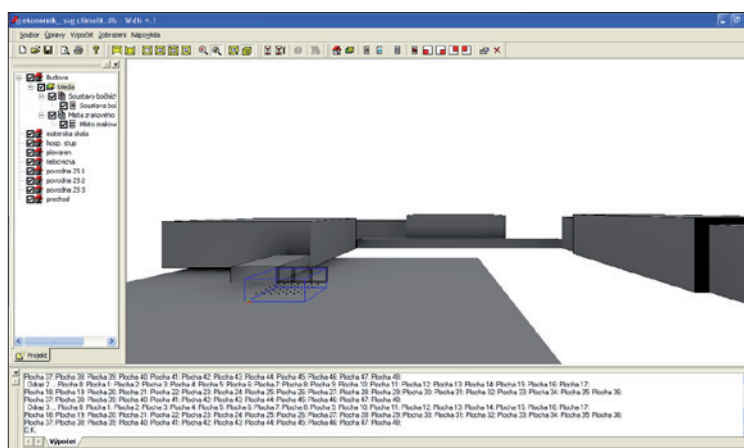 ekonomik_ ssg climalit.dls - Wdls 4.1
Soubor Úpravy Výpočet Zobrazení Nápověda
Budova
trieda
Soustavy bočníc
Soustava bo
Místa zrakového
Místo zrakov
materska skola
hosp. stup
plavaren
telocvicna
povodna 25 1
povodna 25 2
povodna 25 3
prechod
Projekt
Plocha 37: Plocha 38: Plocha 39: Plocha 40: Plocha 41: Plocha 42: Plocha 43: Plocha 44: Plocha 45: Plocha 46: Plocha 47: Plocha 48:
Odraz 2 ... Plocha 0: Plocha 1: Plocha 2: Plocha 3: Plocha 4: Plocha 5: Plocha 6: Plocha 7: Plocha 8: Plocha 9: Plocha 10: Plocha 11: Plocha 12: Plocha 13: Plocha 14: Plocha 15: Plocha 16: Plocha 17:
Plocha 18: Plocha 19: Plocha 20: Plocha 21: Plocha 22: Plocha 23: Plocha 24: Plocha 25: Plocha 26: Plocha 27: Plocha 28: Plocha 29: Plocha 30: Plocha 31: Plocha 32: Plocha 33: Plocha 34: Plocha 35: Plocha 36:
Plocha 37: Plocha 38: Plocha 39: Plocha 40: Plocha 41: Plocha 42: Plocha 43: Plocha 44: Plocha 45: Plocha 46: Plocha 47: Plocha 48:
Odraz 3 ... Plocha 0: Plocha 1: Plocha 2: Plocha 3: Plocha 4: Plocha 5: Plocha 6: Plocha 7: Plocha 8: Plocha 9: Plocha 10: Plocha 11: Plocha 12: Plocha 13: Plocha 14: Plocha 15: Plocha 16: Plocha 17:
Plocha 18: Plocha 19: Plocha 20: Plocha 21: Plocha 22: Plocha 23: Plocha 24: Plocha 25: Plocha 26: Plocha 27: Plocha 28: Plocha 29: Plocha 30: Plocha 31: Plocha 32: Plocha 33: Plocha 34: Plocha 35: Plocha 36:
Plocha 37: Plocha 38: Plocha 39: Plocha 40: Plocha 41: Plocha 42: Plocha 43: Plocha 44: Plocha 45: Plocha 46: Plocha 47: Plocha 48:
O.K.
Výpočet